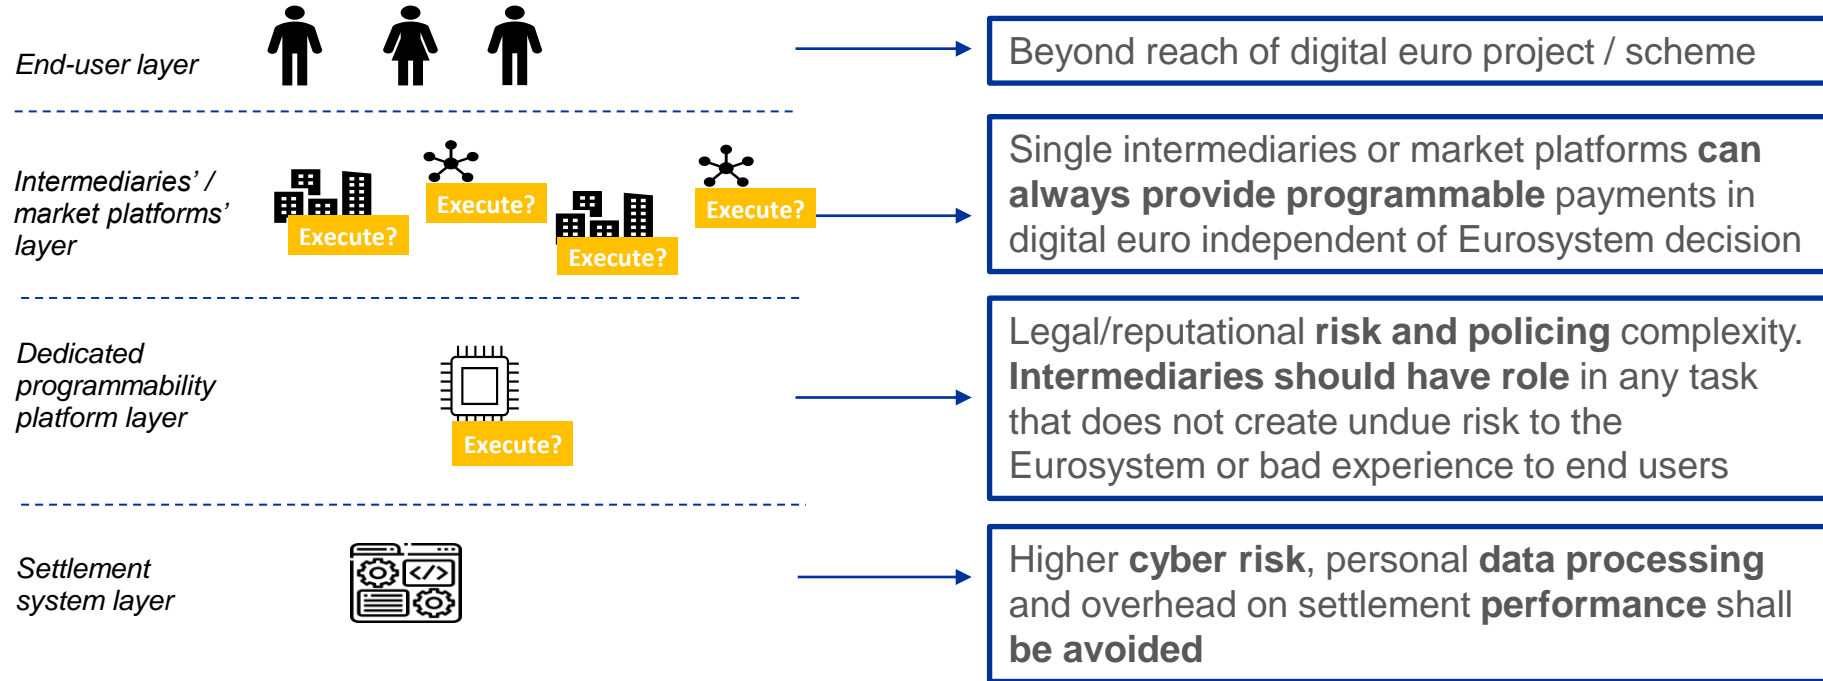 End-user layer
Beyond reach of digital euro project / scheme
Intermediaries’ /
market platforms’
layer
Execute?
Execute?
Execute?
Execute?
Single intermediaries or market platforms can
always provide programmable payments in
digital euro independent of Eurosystem decision
Dedicated
programmability
platform layer
Execute?
Legal/reputational risk and policing complexity.
Intermediaries should have role in any task
that does not create undue risk to the
Eurosystem or bad experience to end users
Settlement
system layer
</>
Higher cyber risk, personal data processing
and overhead on settlement performance shall
be avoided